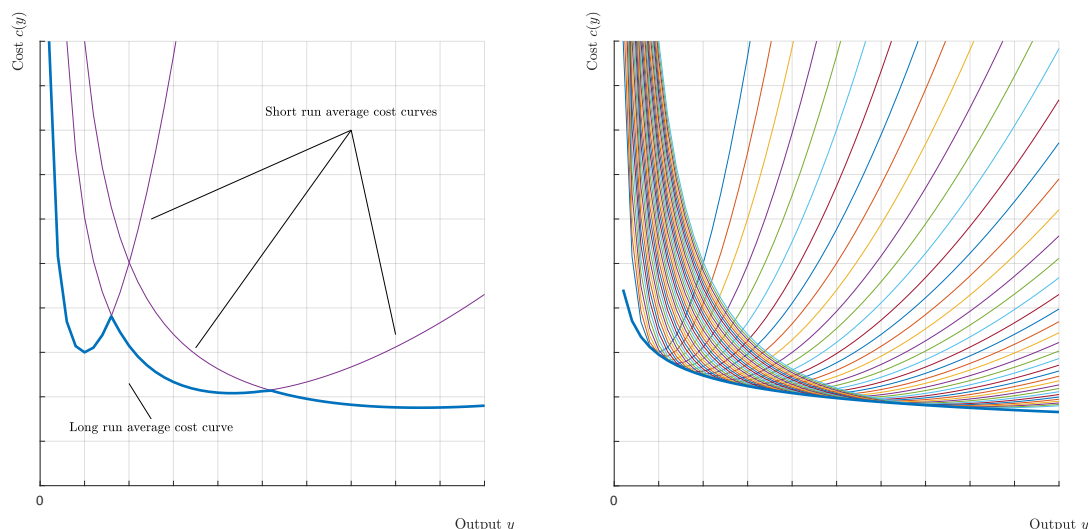 Cost c(y)
Short run average cost curves
Long run average cost curve
0
Output y
Cost c(y)
0
Output y